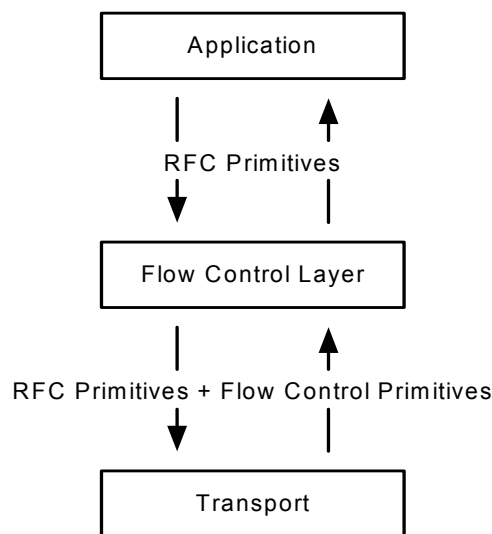 Application
RFC Primitives
Flow Control Layer
RFC Primitives + Flow Control Primitives
Transport